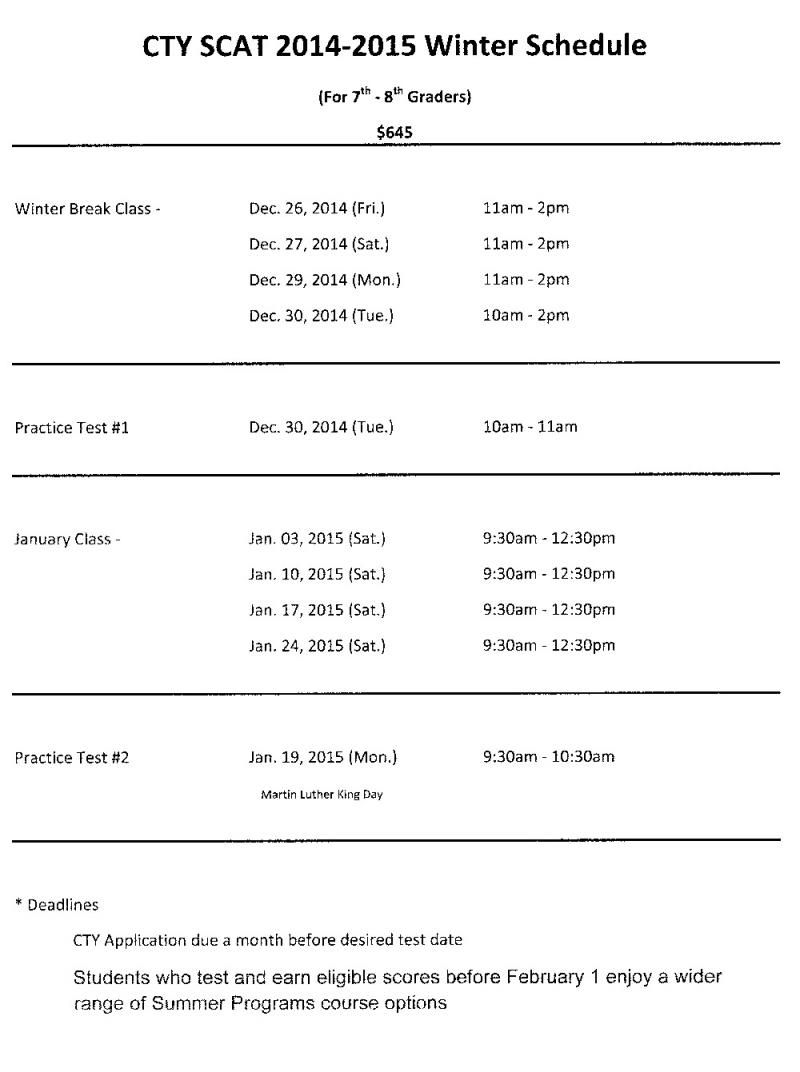 CTY SCAT 2014-2015 Winter Schedule
(For 7th - 8th Graders)
$645
Winter Break Class - Dec. 26, 2014 (Fri.) 11am - 2pm
Dec. 27, 2014 (Sat.) 11am - 2pm
Dec. 29, 2014 (Mon.) 11am - 2pm
Dec. 30, 2014 (Tue.) 10am - 2pm
Practice Test #1 Dec. 30, 2014 (Tue.) 10am - 11am
January Class - Jan. 03, 2015 (Sat.) 9:30am - 12:30pm
Jan. 10, 2015 (Sat.) 9:30am - 12:30pm
Jan. 17, 2015 (Sat.) 9:30am - 12:30pm
Jan. 24, 2015 (Sat.) 9:30am - 12:30pm
Practice Test #2 Jan. 19, 2015 (Mon.) 9:30am - 10:30am
Martin Luther King Day
* Deadlines
CTY Application due a month before desired test date
Students who test and earn eligible scores before February 1 enjoy a wider
range of Summer Programs course options